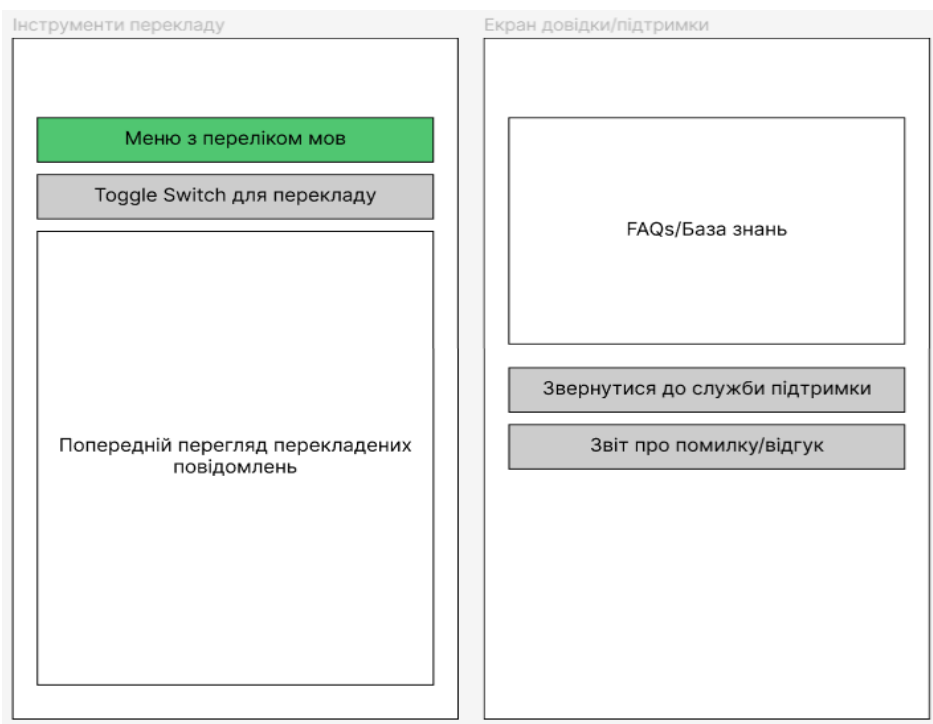 Інструменти перекладу
Меню з переліком мов
Toggle Switch для перекладу
Попередній перегляд перекладених
повідомлень
Екран довідки/підтримки
FAQs/База знань
Звернутися до служби підтримки
Звіт про помилку/відгук